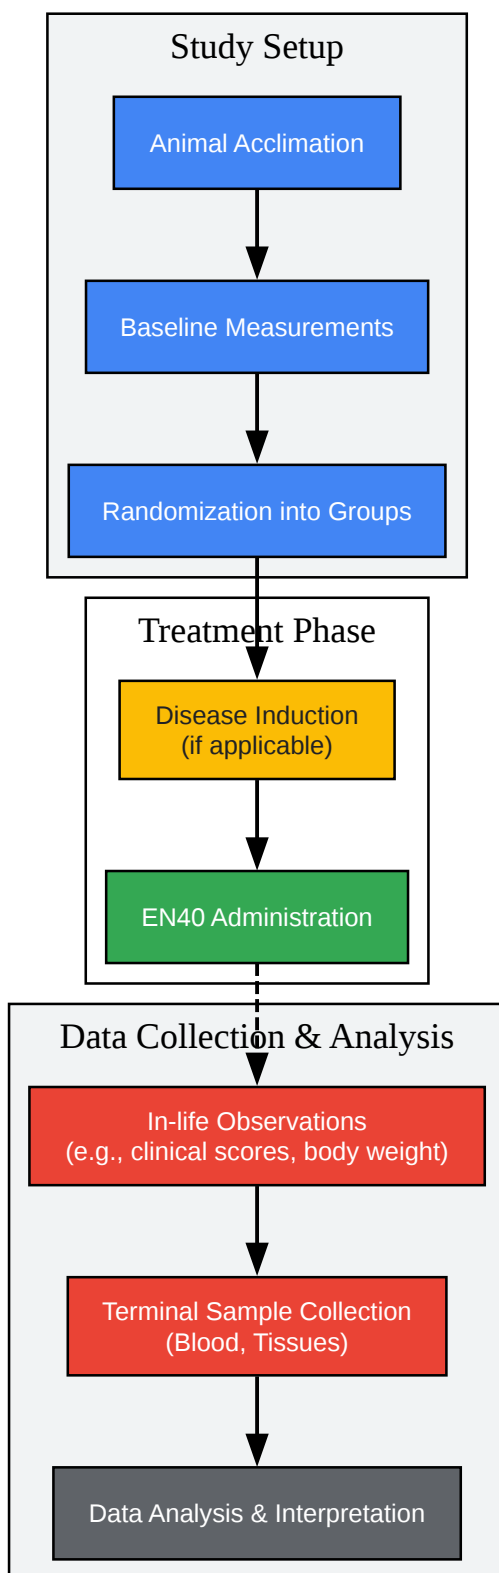 Study Setup
Animal Acclimation
Baseline Measurements
Randomization into Groups
Treatment Phase
Disease Induction
(if applicable)
EN40 Administration
Data Collection & Analysis
In-life Observations
(e.g., clinical scores, body weight)
Terminal Sample Collection
(Blood, Tissues)
Data Analysis & Interpretation